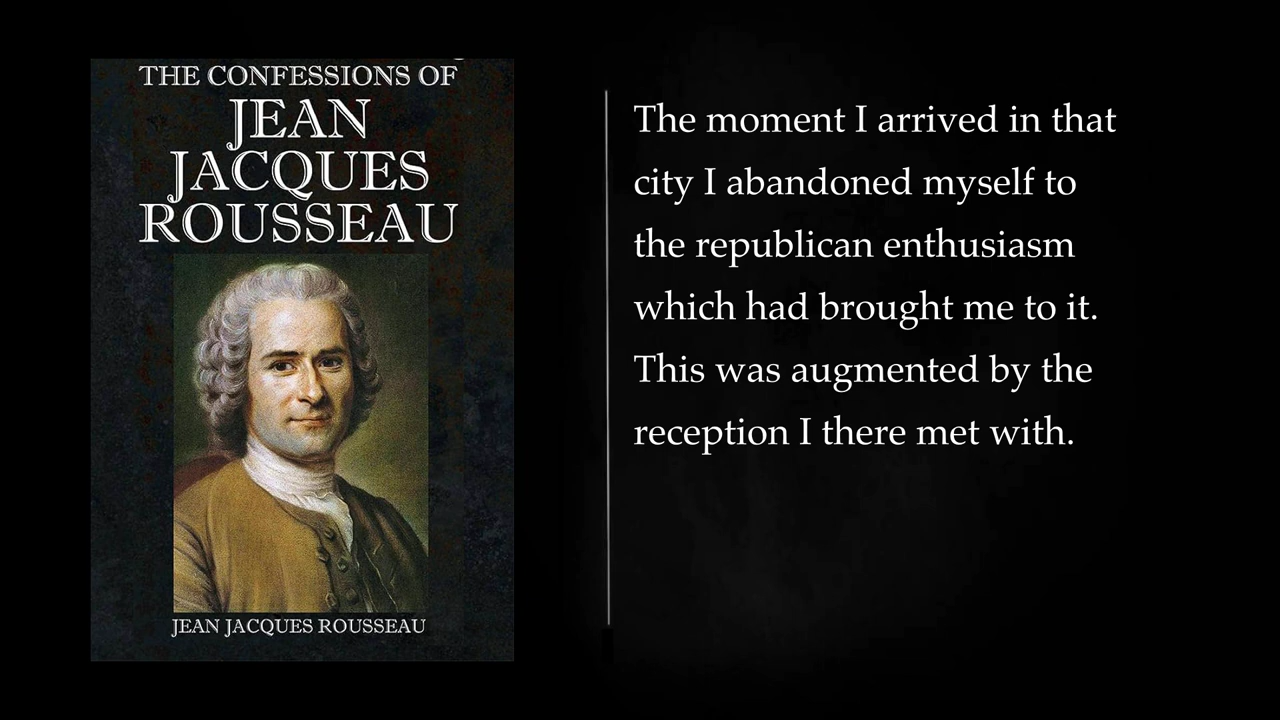 THE CONFESSIONS OF
JEAN
JACQUES
ROUSSEAU
JEAN JACQUES ROUSSEAU
The moment I arrived in that
city I abandoned myself to
the republican enthusiasm
which had brought me to it.
This was augmented by the
reception I there met with.